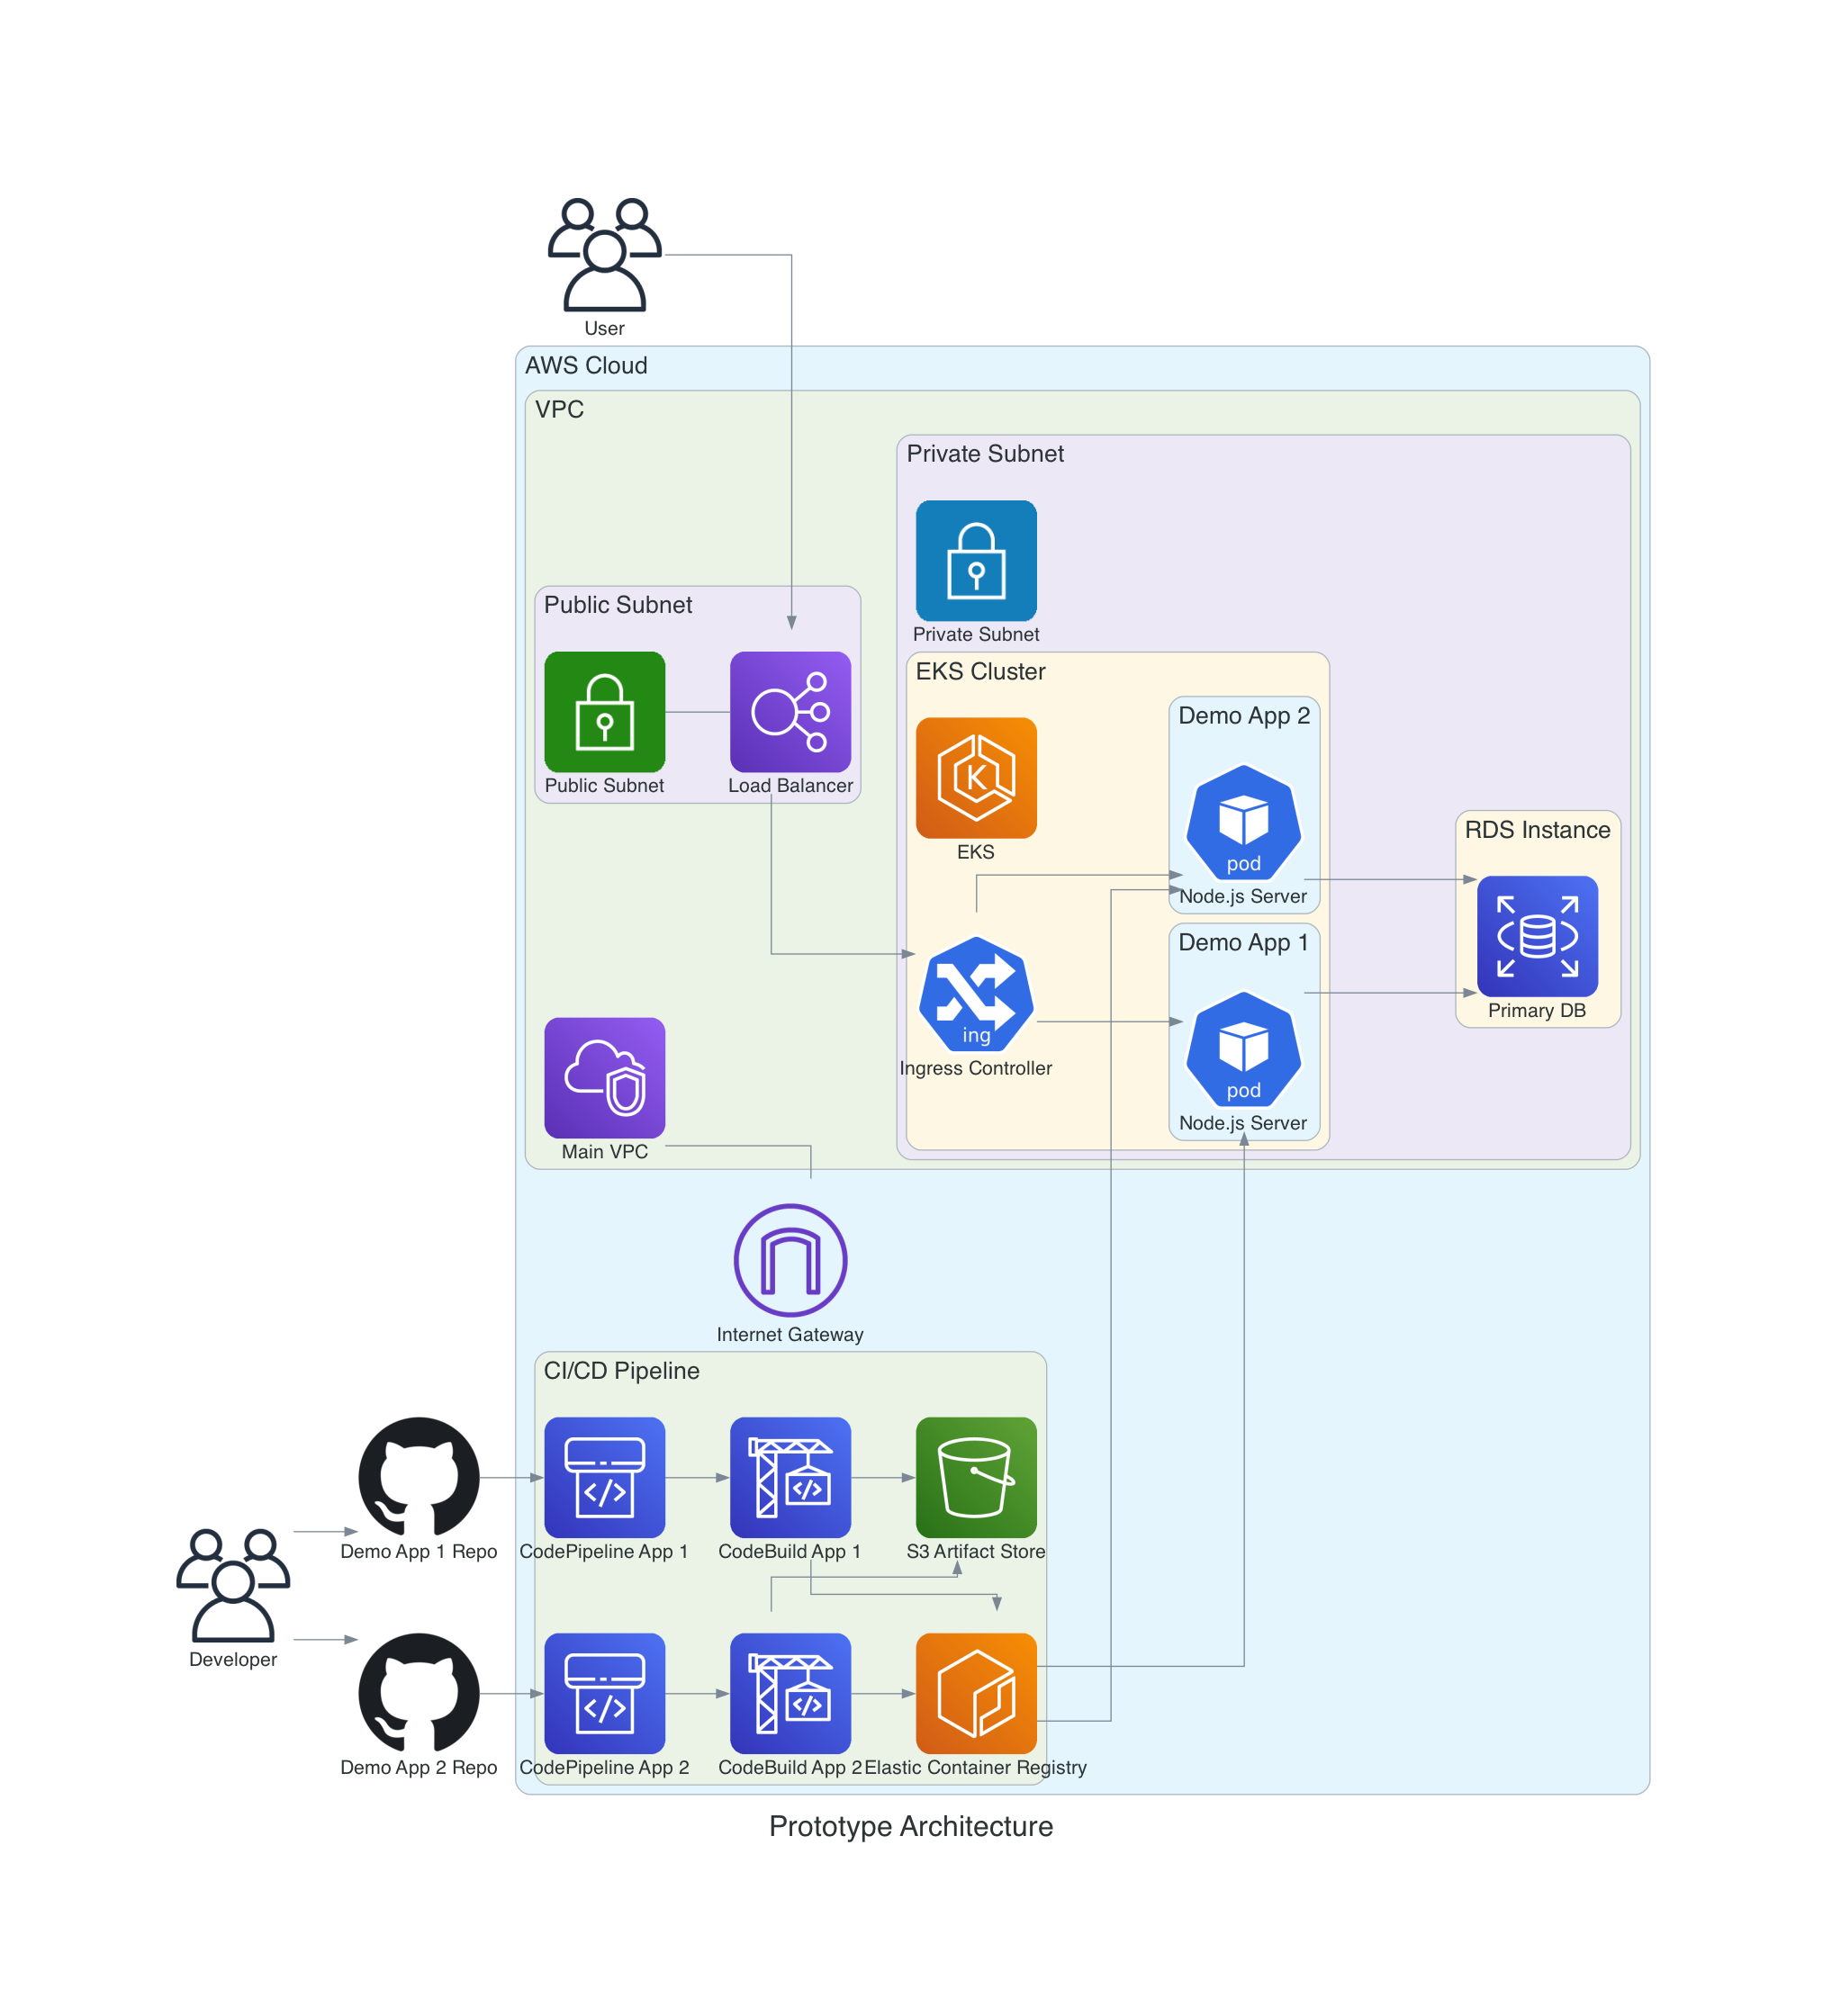 User
AWS Cloud
VPC
Private Subnet
Private Subnet
Public Subnet
Public Subnet
Load Balancer
EKS Cluster
K
EKS
Demo App 2
pod
Node.js Server
RDS Instance
Primary DB
ing
Ingress Controller
Demo App 1
pod
Node.js Server
Main VPC
Internet Gateway
CI/CD Pipeline
Developer
Demo App 1 Repo
CodePipeline App 1
CodeBuild App 1
S3 Artifact Store
Demo App 2 Repo
CodePipeline App 2
CodeBuild App 2
Elastic Container Registry
Prototype Architecture